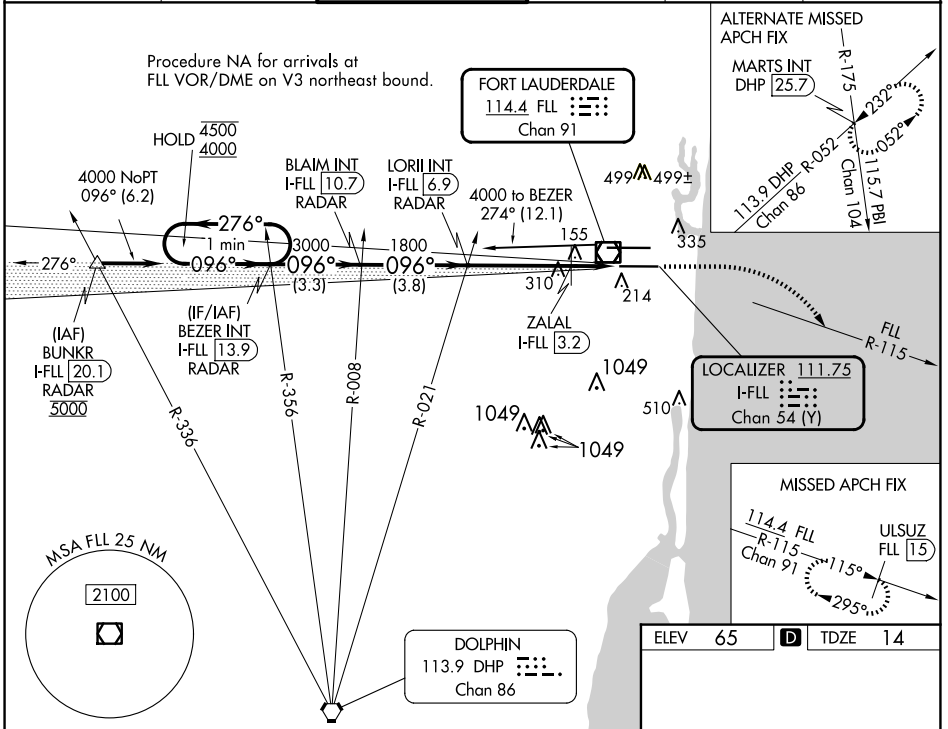 Procedure NA for arrivals at
FLL VOR/DME on V3 northeast bound.
ALTERNATE MISSED
APCH FIX
MARTS INT
DHP 25.7
R-175
232°
052°
113.9 DHP
R-052
Chan 86
115.7 PBI
Chan 104
FORT LAUDERDALE
114.4 FLL
Chan 91
HOLD 4500
4000
4000 NoPT
096° (6.2)
BLAIM INT
I-FLL 10.7
RADAR
LORII INT
I-FLL 6.9
RADAR
4000 to BEZER
274° (12.1)
499
499±
335
155
310
214
276°
276°
1 min
096°
3000
096°
(3.3)
1800
096°
(3.8)
(IAF)
BUNKR
I-FLL 20.1
RADAR
5000
(IF/IAF)
BEZER INT
I-FLL 13.9
RADAR
ZALAL
I-FLL 3.2
FLL
R-115
LOCALIZER 111.75
I-FLL
Chan 54 (Y)
1049
1049
1049
510
R-336
R-356
R-008
R-021
MSA FLL 25 NM
2100
DOLPHIN
113.9 DHP
Chan 86
MISSED APCH FIX
114.4 FLL
R-115
Chan 91
115°
295°
ULSUZ
FLL 15
ELEV 65 D TDZE 14